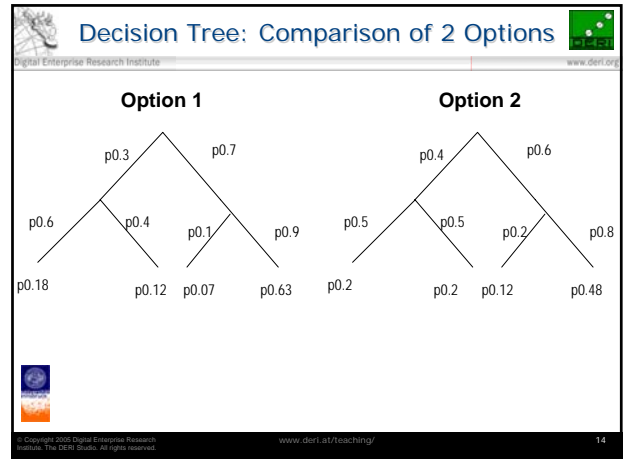 Decision Tree: Comparison of 2 Options
DERI
Digital Enterprise Research Institute
www.deri.org
Option 1
Option 2
p0.3
p0.7
p0.4
p0.6
p0.6
p0.4
p0.1
p0.9
p0.5
p0.5
p0.2
p0.8
p0.18
p0.12
p0.07
p0.63
p0.2
p0.2
p0.12
p0.48
© Copyright 2005 Digital Enterprise Research
Institute. The DERI Studio. All rights reserved.
www.deri.at/teaching/
14